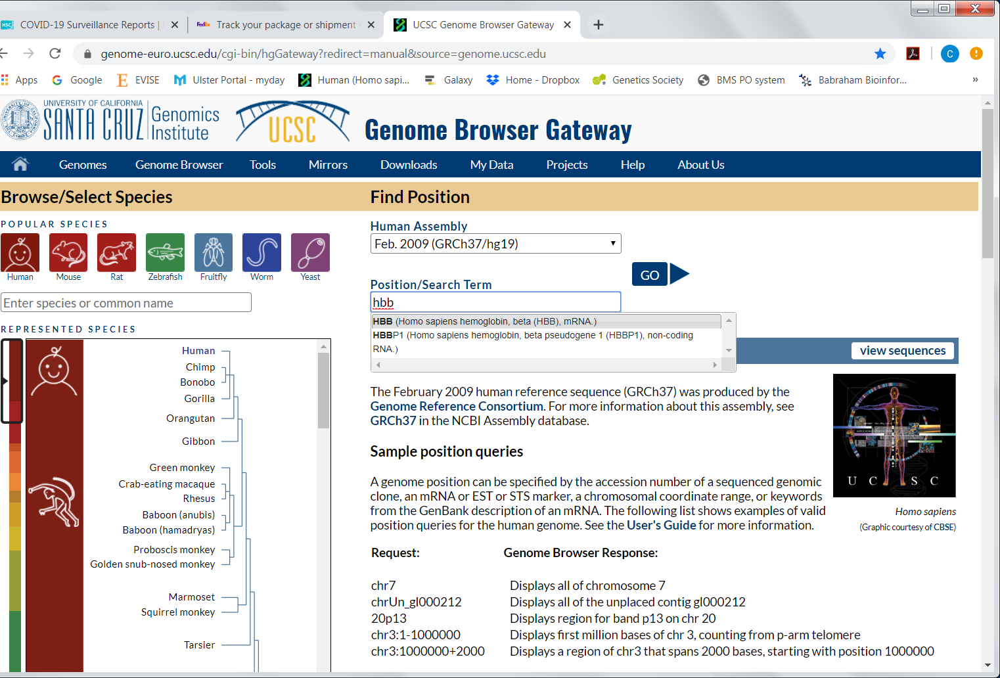 COVID-19 Surveillance Reports |
FedEx Track your package or shipment
UCSC Genome Browser Gateway
genome-euro.ucsc.edu/cgi-bin/hgGateway?redirect=manual&source=genome.ucsc.edu
C
Apps
Google
EVISE
Ulster Portal - myday
Human (Homo sapi...
Galaxy
Home - Dropbox
Genetics Society
BMS PO system
Babraham Bioinfor...
»
UNIVERSITY OF CALIFORNIA
SANTA CRUZ
Genomics
Institute
UCSC
Genome Browser Gateway
Genomes
Genome Browser
Tools
Mirrors
Downloads
My Data
Projects
Help
About Us
Browse/Select Species
POPULAR SPECIES
Human
Mouse
Rat
Zebrafish
Fruitfly
Worm
Yeast
Enter species or common name
REPRESENTED SPECIES
Human
Chimp
Bonobo
Gorilla
Orangutan
Gibbon
Green monkey
Crab-eating macaque
Rhesus
Baboon (anubis)
Baboon (hamadryas)
Proboscis monkey
Golden snub-nosed monkey
Marmoset
Squirrel monkey
Tarsier
Find Position
Human Assembly
Feb. 2009 (GRCh37/hg19)
GO
Position/Search Term
hbb
HBB (Homo sapiens hemoglobin, beta (HBB), mRNA.)
HBBP1 (Homo sapiens hemoglobin, beta pseudogene 1 (HBBP1), non-coding
RNA.)
view sequences
The February 2009 human reference sequence (GRCh37) was produced by the
Genome Reference Consortium. For more information about this assembly, see
GRCh37 in the NCBI Assembly database.
Sample position queries
A genome position can be specified by the accession number of a sequenced genomic
clone, an mRNA or EST or STS marker, a chromosomal coordinate range, or keywords
from the GenBank description of an mRNA. The following list shows examples of valid
position queries for the human genome. See the User's Guide for more information.
U C S C
Homo sapiens
(Graphic courtesy of CBSE)
Request: Genome Browser Response:
chr7 Displays all of chromosome 7
chrUn_gl000212 Displays all of the unplaced contig gl000212
20p13 Displays region for band p13 on chr 20
chr3:1-1000000 Displays first million bases of chr 3, counting from p-arm telomere
chr3:1000000+2000 Displays a region of chr3 that spans 2000 bases, starting with position 1000000